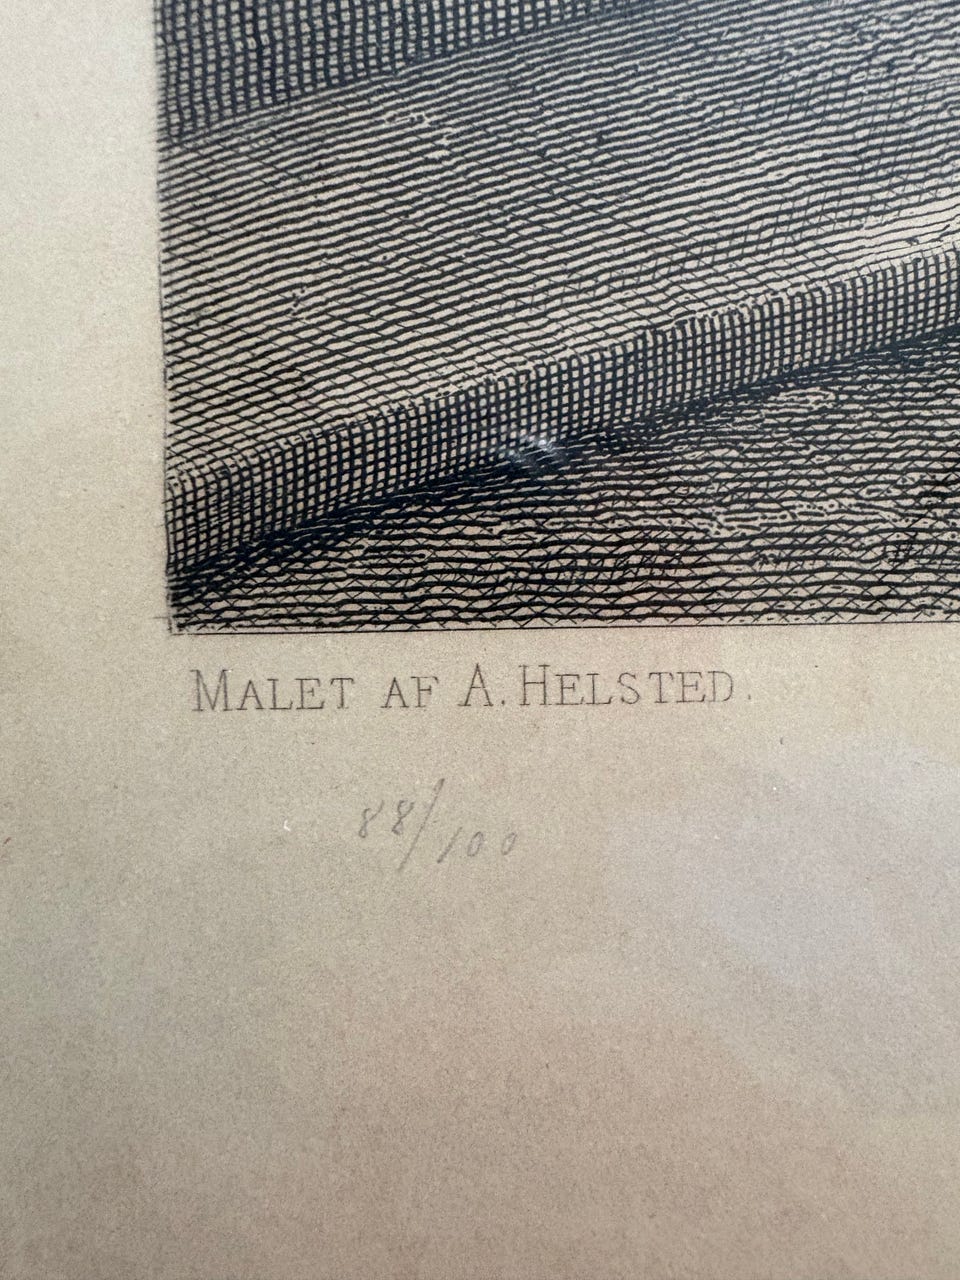 MALET AF A. HELSTED.
88/100